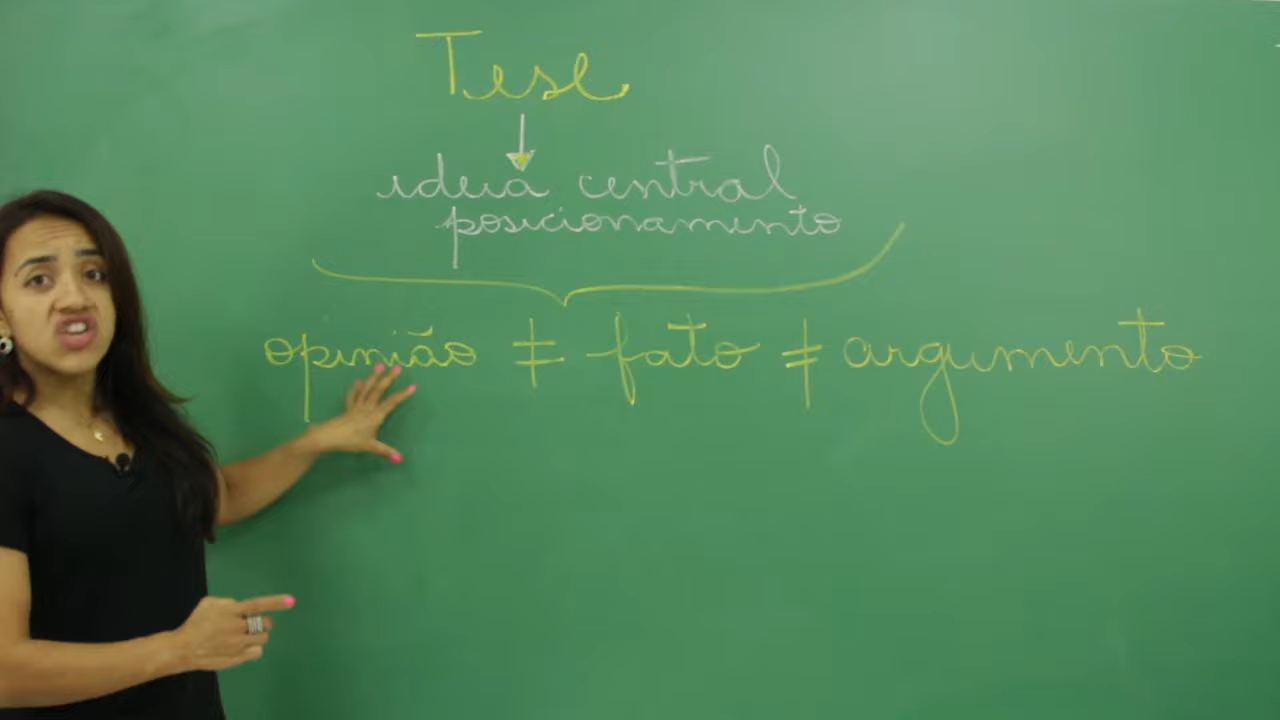 Tese
ideia central
posicionamento
opinião ≠ fato ≠ argumento